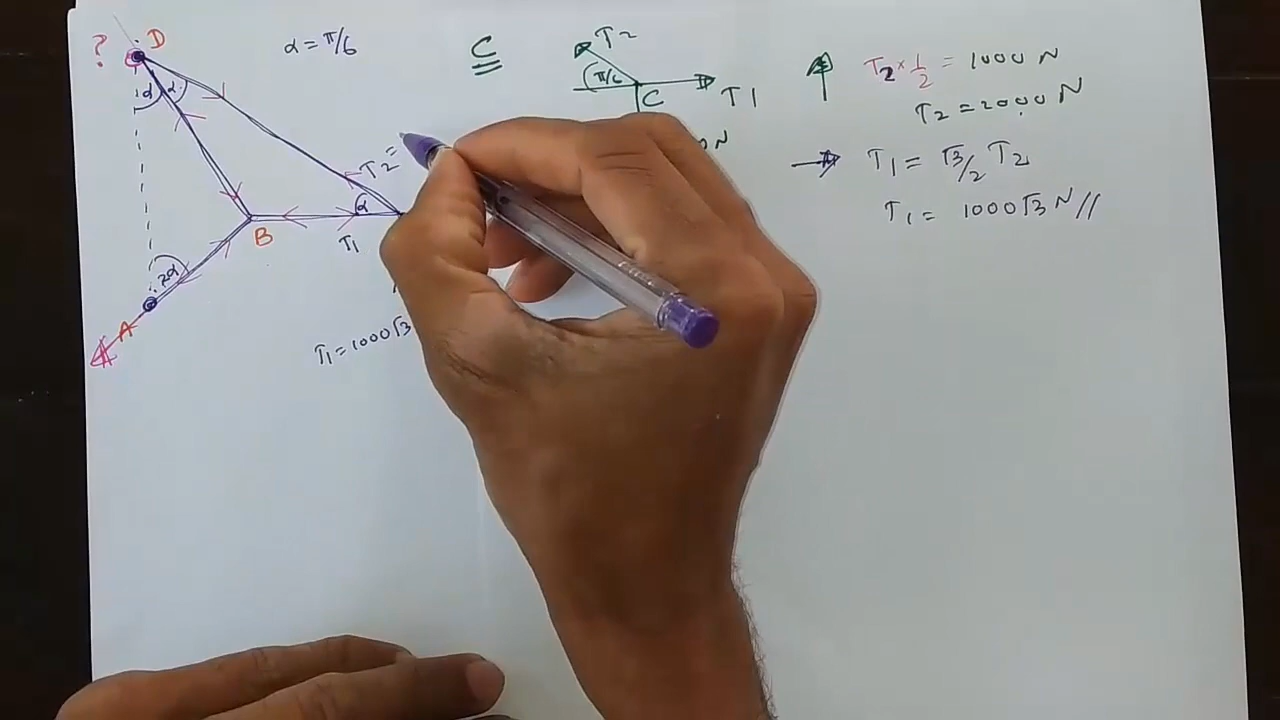 ? D
α = π/6
α α
T2 =
α
B
T1
2α
A
T1 = 1000√3
C
T2
π/6
C
T1
N
T2 × 1/2 = 1000 N
T2 = 2000 N
T1 = √3/2 T2
T1 = 1000√3 N //